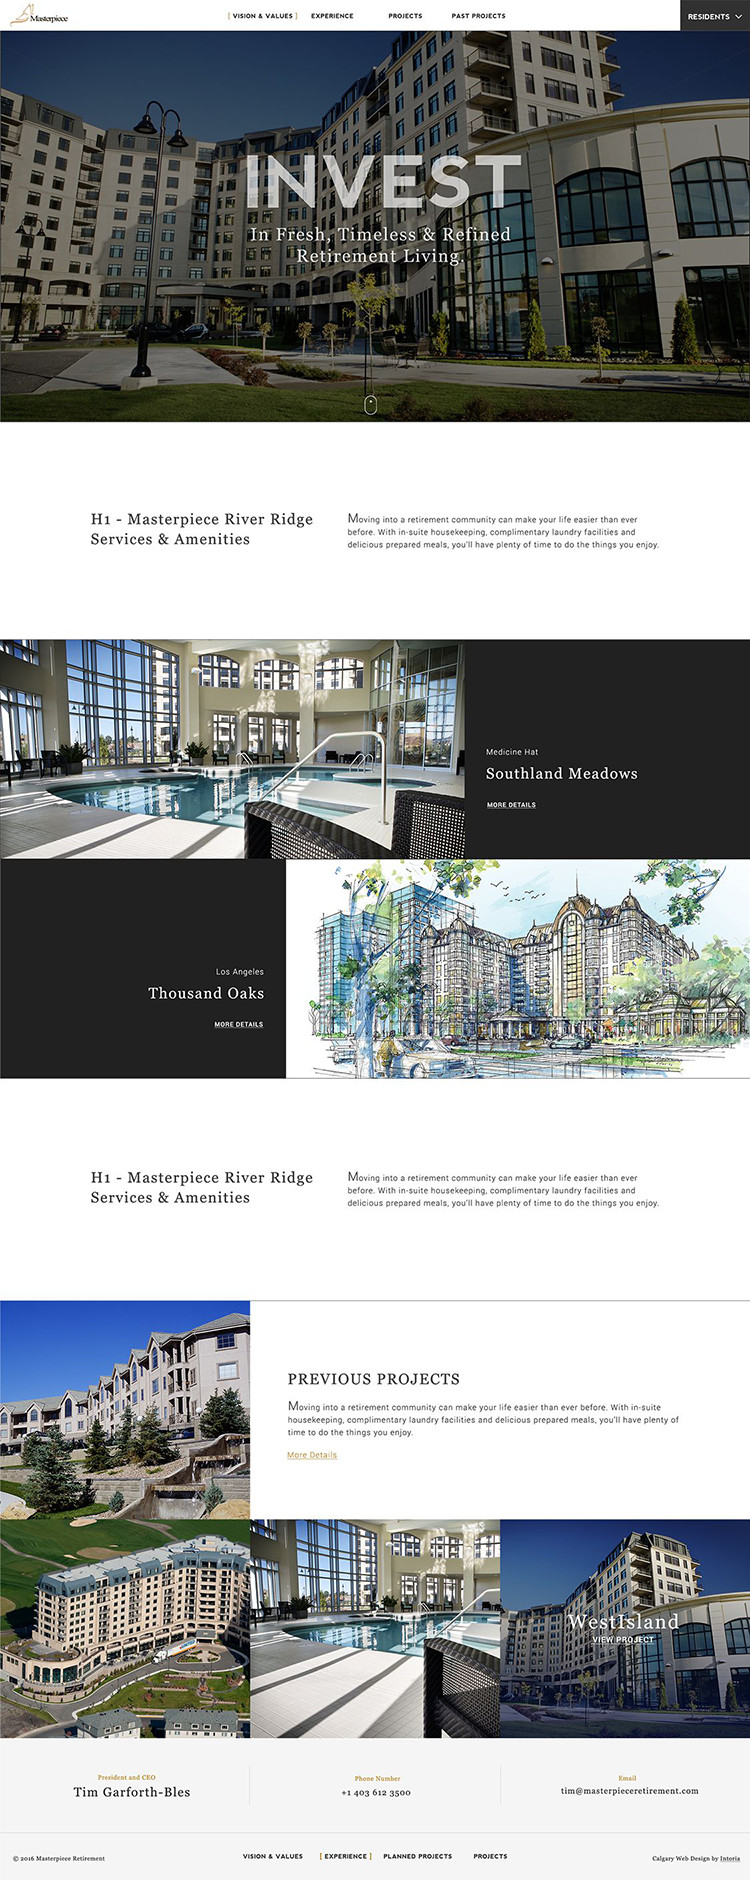 Masterpiece
[ VISION & VALUES ] EXPERIENCE PROJECTS PAST PROJECTS
RESIDENTS
INVEST
In Fresh, Timeless & Refined
Retirement Living.
H1 - Masterpiece River Ridge
Services & Amenities
Moving into a retirement community can make your life easier than ever
before. With in-suite housekeeping, complimentary laundry facilities and
delicious prepared meals, you'll have plenty of time to do the things you enjoy.
Medicine Hat
Southland Meadows
MORE DETAILS
Los Angeles
Thousand Oaks
MORE DETAILS
H1 - Masterpiece River Ridge
Services & Amenities
Moving into a retirement community can make your life easier than ever
before. With in-suite housekeeping, complimentary laundry facilities and
delicious prepared meals, you'll have plenty of time to do the things you enjoy.
PREVIOUS PROJECTS
Moving into a retirement community can make your life easier than ever before. With in-suite
housekeeping, complimentary laundry facilities and delicious prepared meals, you'll have plenty of
time to do the things you enjoy.
More Details
WestIsland
VIEW PROJECT
President and CEO
Tim Garforth-Bles
Phone Number
+1 403 612 3500
Email
tim@masterpieceretirement.com
© 2016 Masterpiece Retirement
VISION & VALUES [ EXPERIENCE ] PLANNED PROJECTS PROJECTS
Calgary Web Design by Intoria